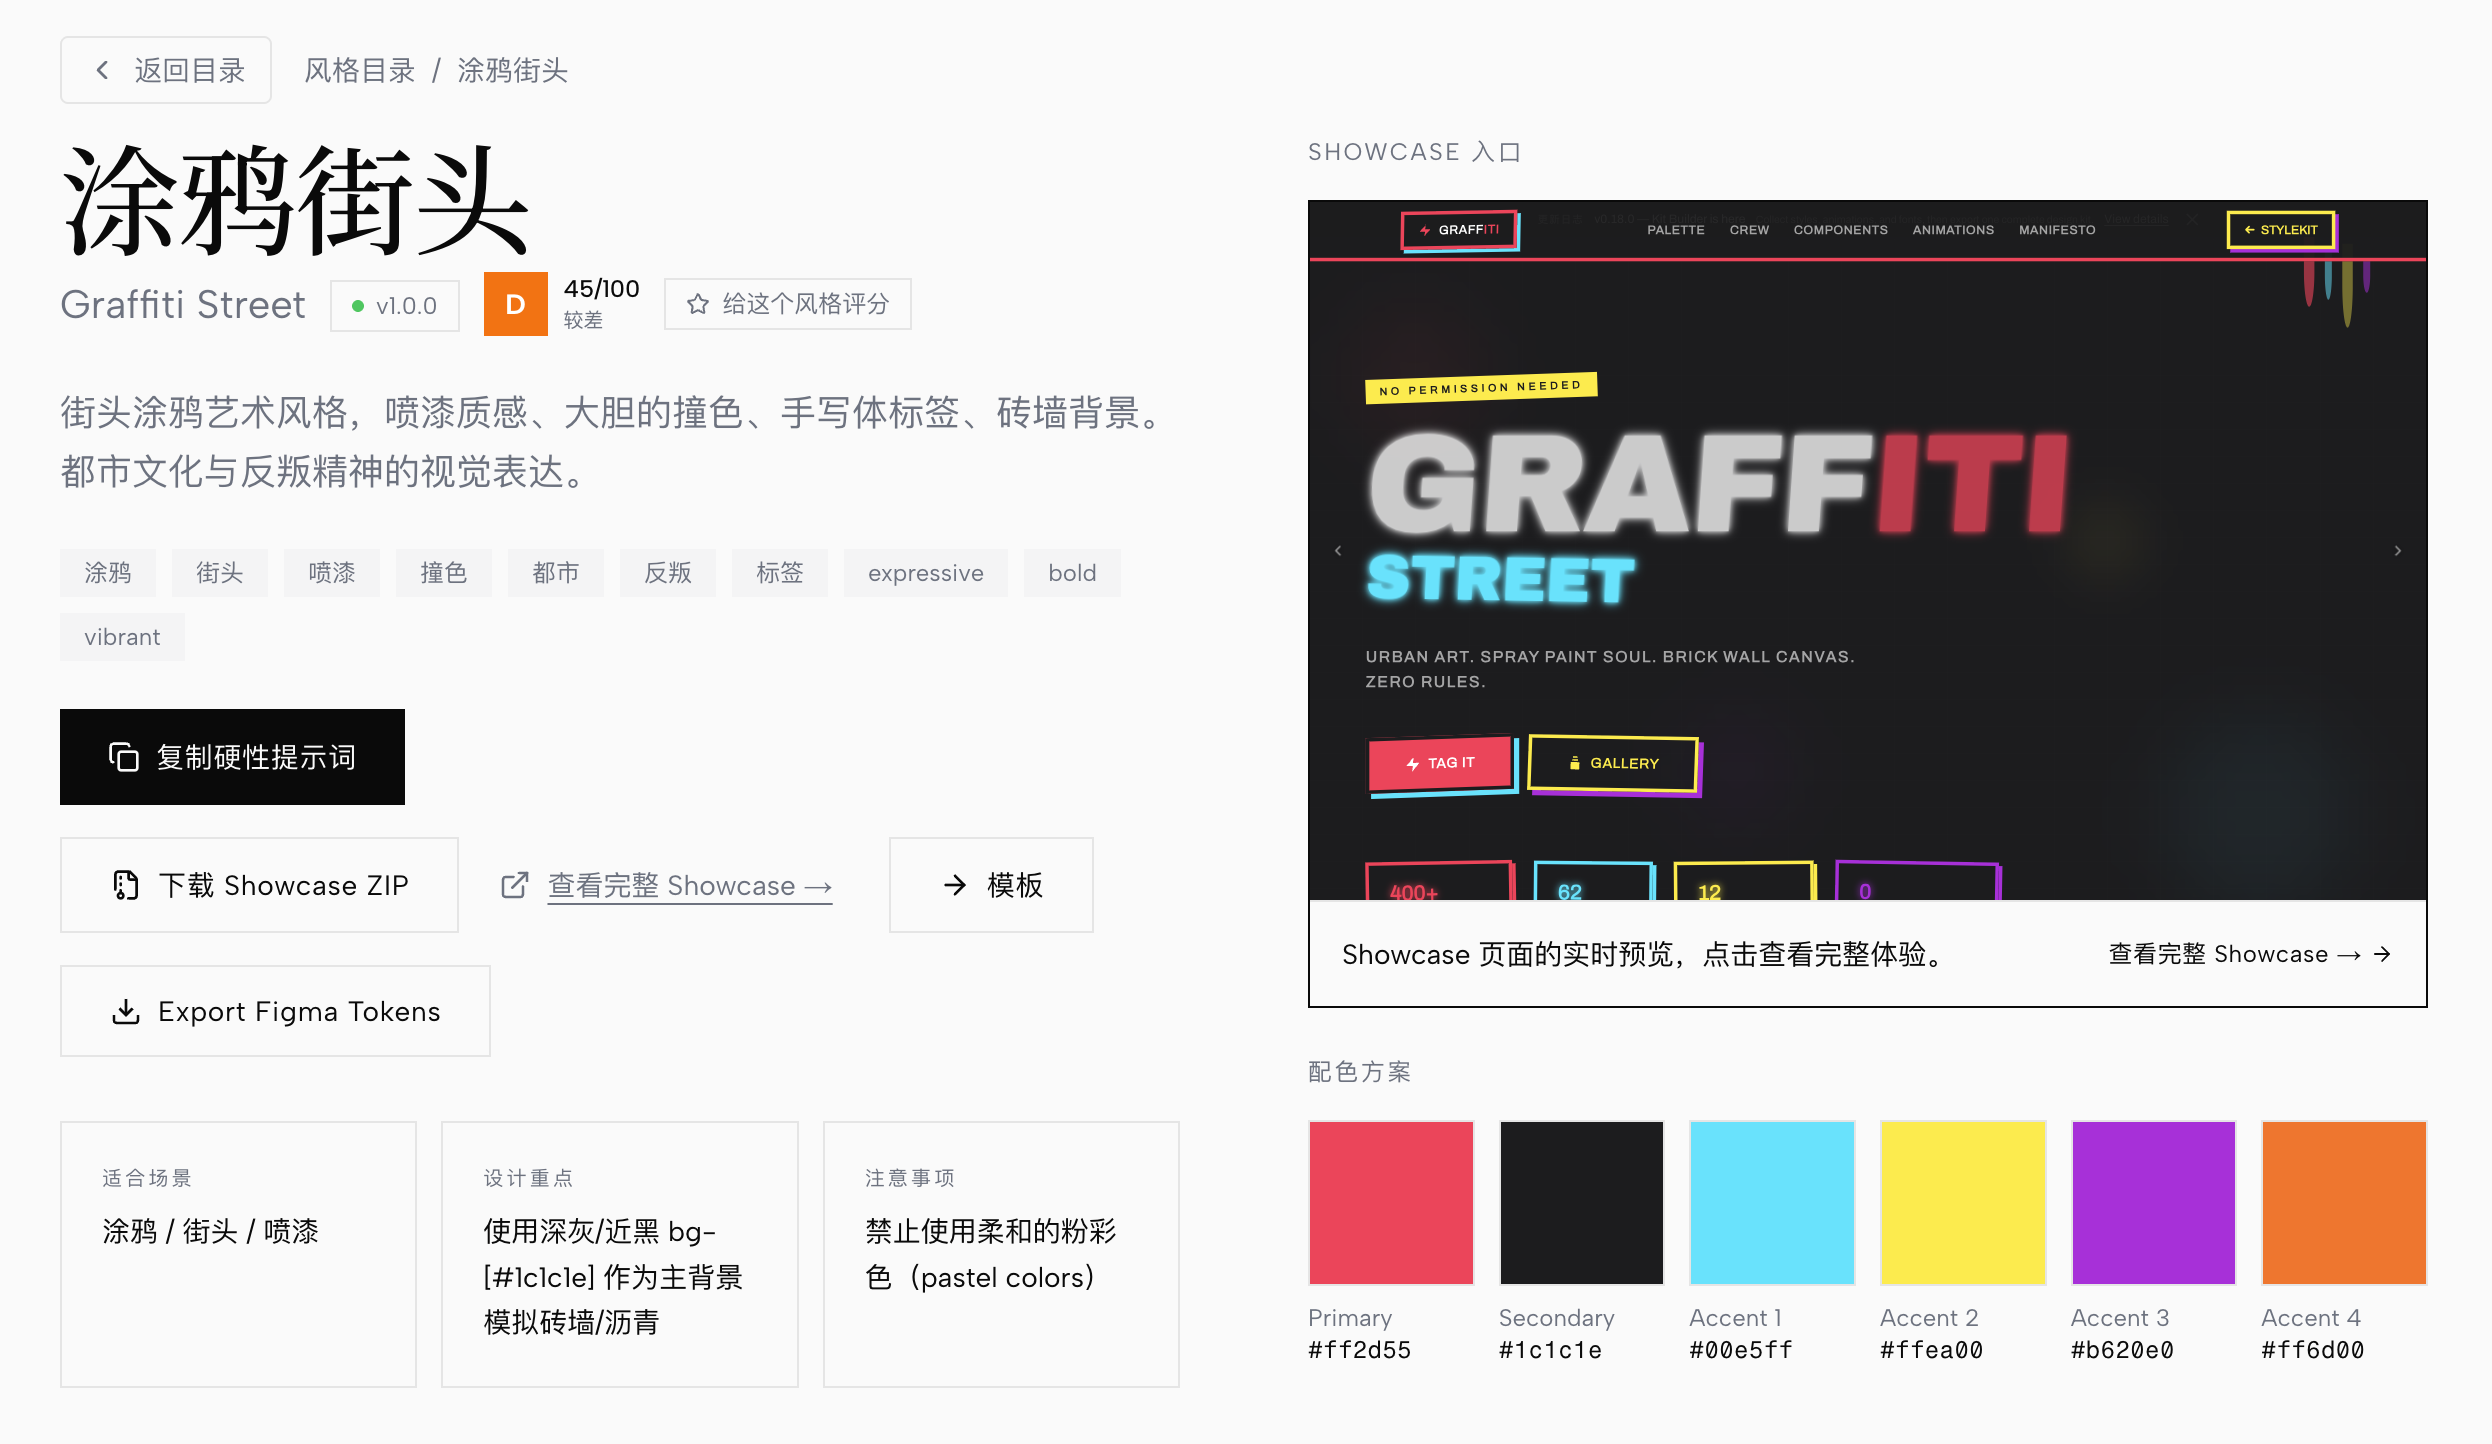 返回目录
风格目录 / 涂鸦街头
涂鸦街头
Graffiti Street
v1.0.0
D
45/100
较差
给这个风格评分
街头涂鸦艺术风格，喷漆质感、大胆的撞色、手写体标签、砖墙背景。
都市文化与反叛精神的视觉表达。
涂鸦 街头 喷漆 撞色 都市 反叛 标签 expressive bold
vibrant
复制硬性提示词
下载 Showcase ZIP
查看完整 Showcase →
模板
Export Figma Tokens
适合场景
涂鸦 / 街头 / 喷漆
设计重点
使用深灰/近黑 bg-
[#1c1c1e] 作为主背景
模拟砖墙/沥青
注意事项
禁止使用柔和的粉彩
色（pastel colors）
SHOWCASE 入口
GRAFFITI
PALETTE CREW COMPONENTS ANIMATIONS MANIFESTO
← STYLEKIT
NO PERMISSION NEEDED
GRAFFITI
STREET
URBAN ART. SPRAY PAINT SOUL. BRICK WALL CANVAS.
ZERO RULES.
TAG IT
GALLERY
400+ 62 12 0
Showcase 页面的实时预览，点击查看完整体验。
查看完整 Showcase → →
配色方案
Primary
#ff2d55
Secondary
#1c1c1e
Accent 1
#00e5ff
Accent 2
#ffea00
Accent 3
#b620e0
Accent 4
#ff6d00